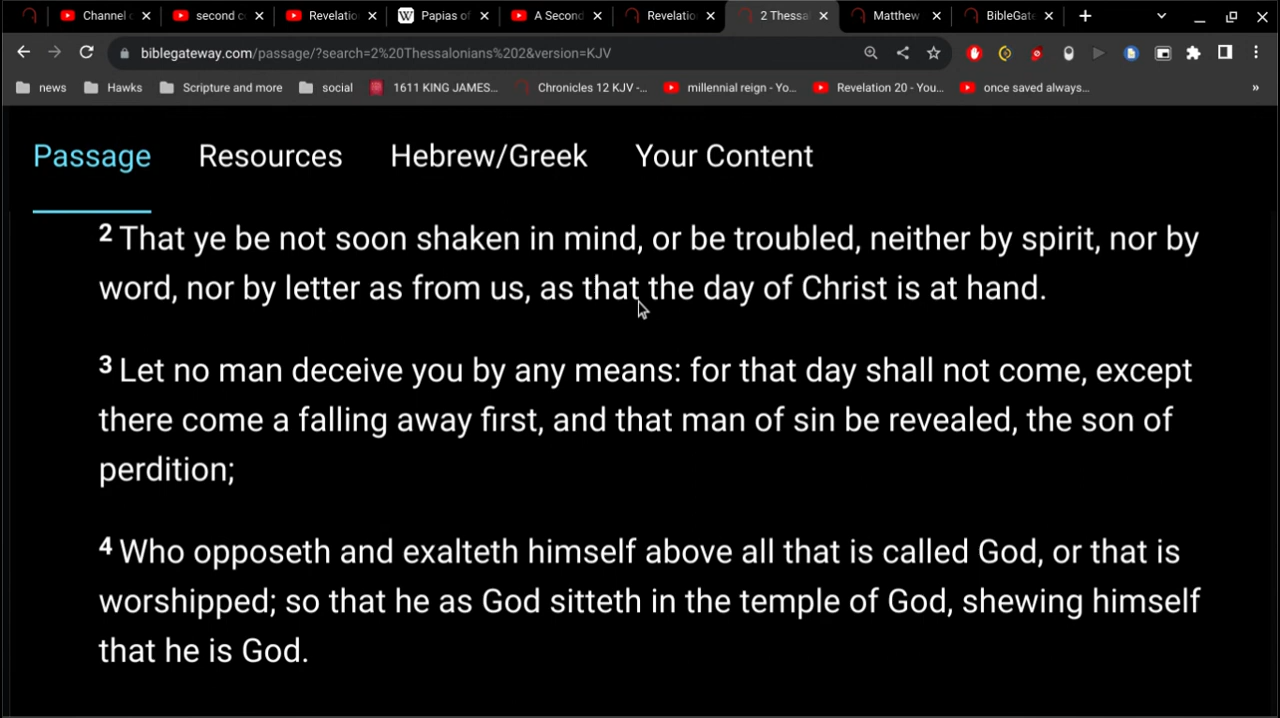 Channel c
second c
Revelatio
W Papias of
A Second
Revelatio
2 Thessa
Matthew
BibleGate
biblegateway.com/passage/?search=2%20Thessalonians%202&version=KJV
news Hawks Scripture and more social 1611 KING JAMES... Chronicles 12 KJV -... millennial reign - Yo... Revelation 20 - You... once saved always... »
Passage Resources Hebrew/Greek Your Content
2 That ye be not soon shaken in mind, or be troubled, neither by spirit, nor by
word, nor by letter as from us, as that the day of Christ is at hand.
3 Let no man deceive you by any means: for that day shall not come, except
there come a falling away first, and that man of sin be revealed, the son of
perdition;
4 Who opposeth and exalteth himself above all that is called God, or that is
worshipped; so that he as God sitteth in the temple of God, shewing himself
that he is God.